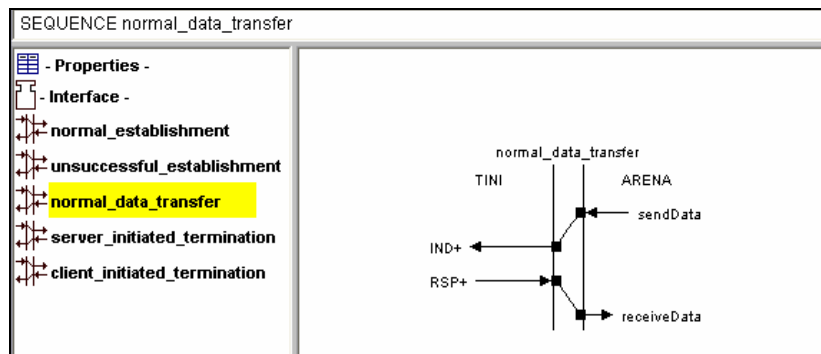 SEQUENCE normal_data_transfer
- Properties -
- Interface -
normal_establishment
unsuccessful_establishment
normal_data_transfer
server_initiated_termination
client_initiated_termination
normal_data_transfer
TINI ARENA
sendData
IND+
RSP+
receiveData